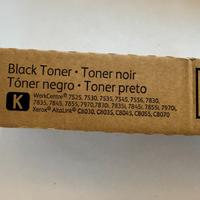 Black Toner • Toner noir
Tóner negro • Toner preto
K
WorkCentre® 7525, 7530, 7535, 7545, 7556, 7830,
7835, 7845, 7855, 7970, 7830i, 7835i, 7845i, 7855i, 7970i,
Xerox® AltaLink® C8030, C8035, C8045, C8055, C8070